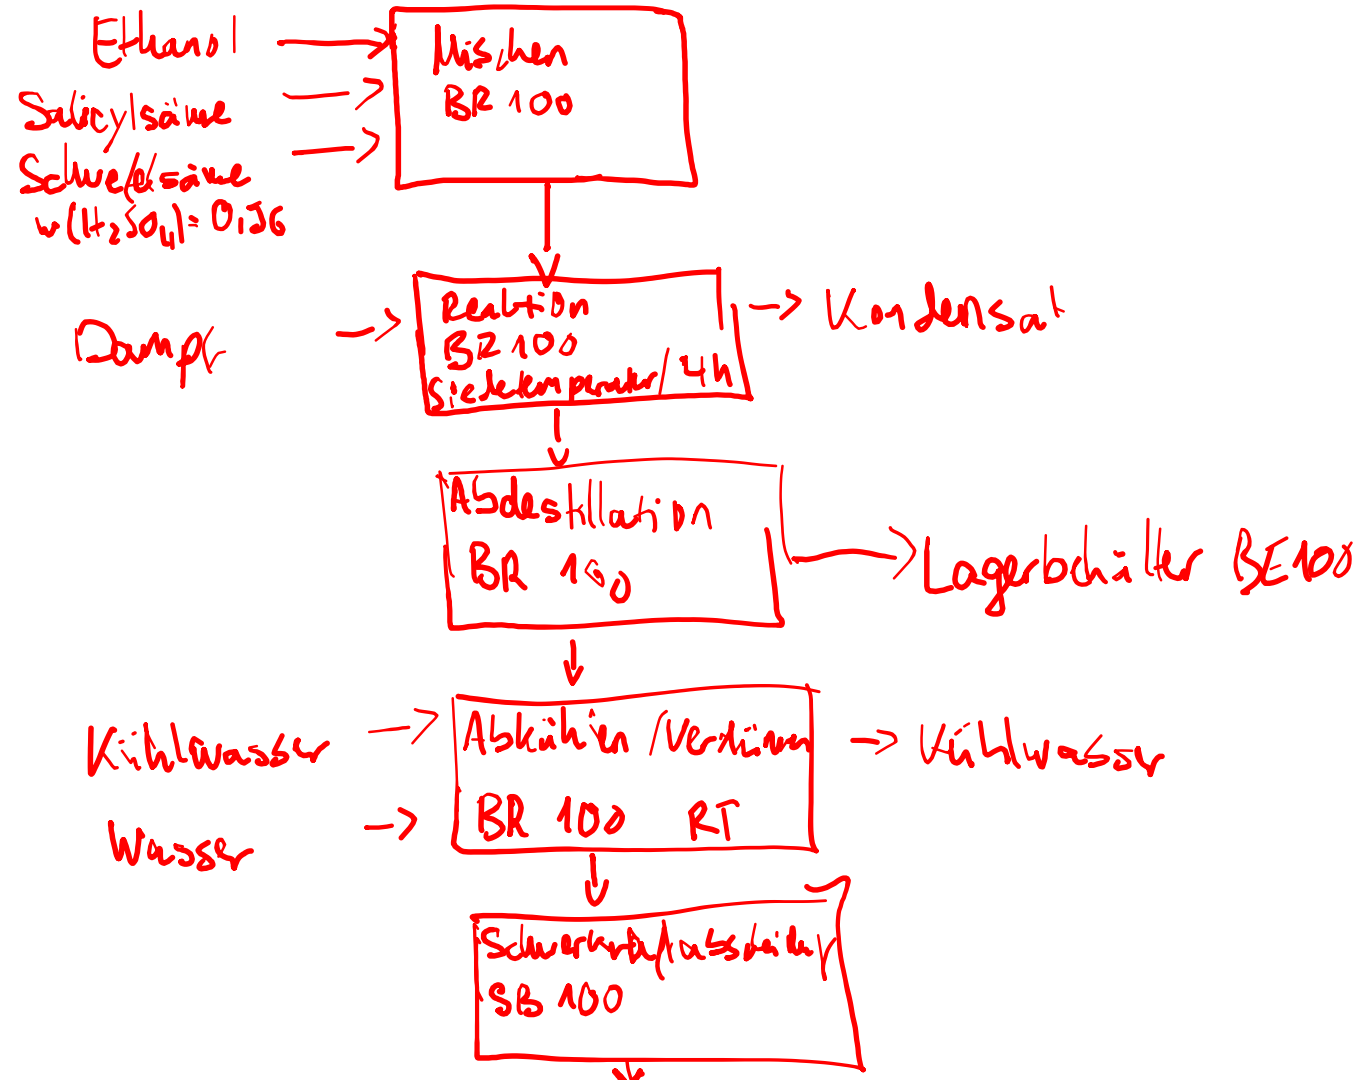 Ethanol
Mischen
BR 100
Salicylsäure
Schwefelsäure
w(H₂SO₄)=0,96
Reaktion
BR 100
Siedetemperatur / 4h
Dampf
Kondensat
Abdestillation
BR 100
Lagerbehälter BE100
Kühlwasser
Abkühlen / Verdünnen
Kühlwasser
Wasser
BR 100 RT
Schwerkraftabscheider
SB 100